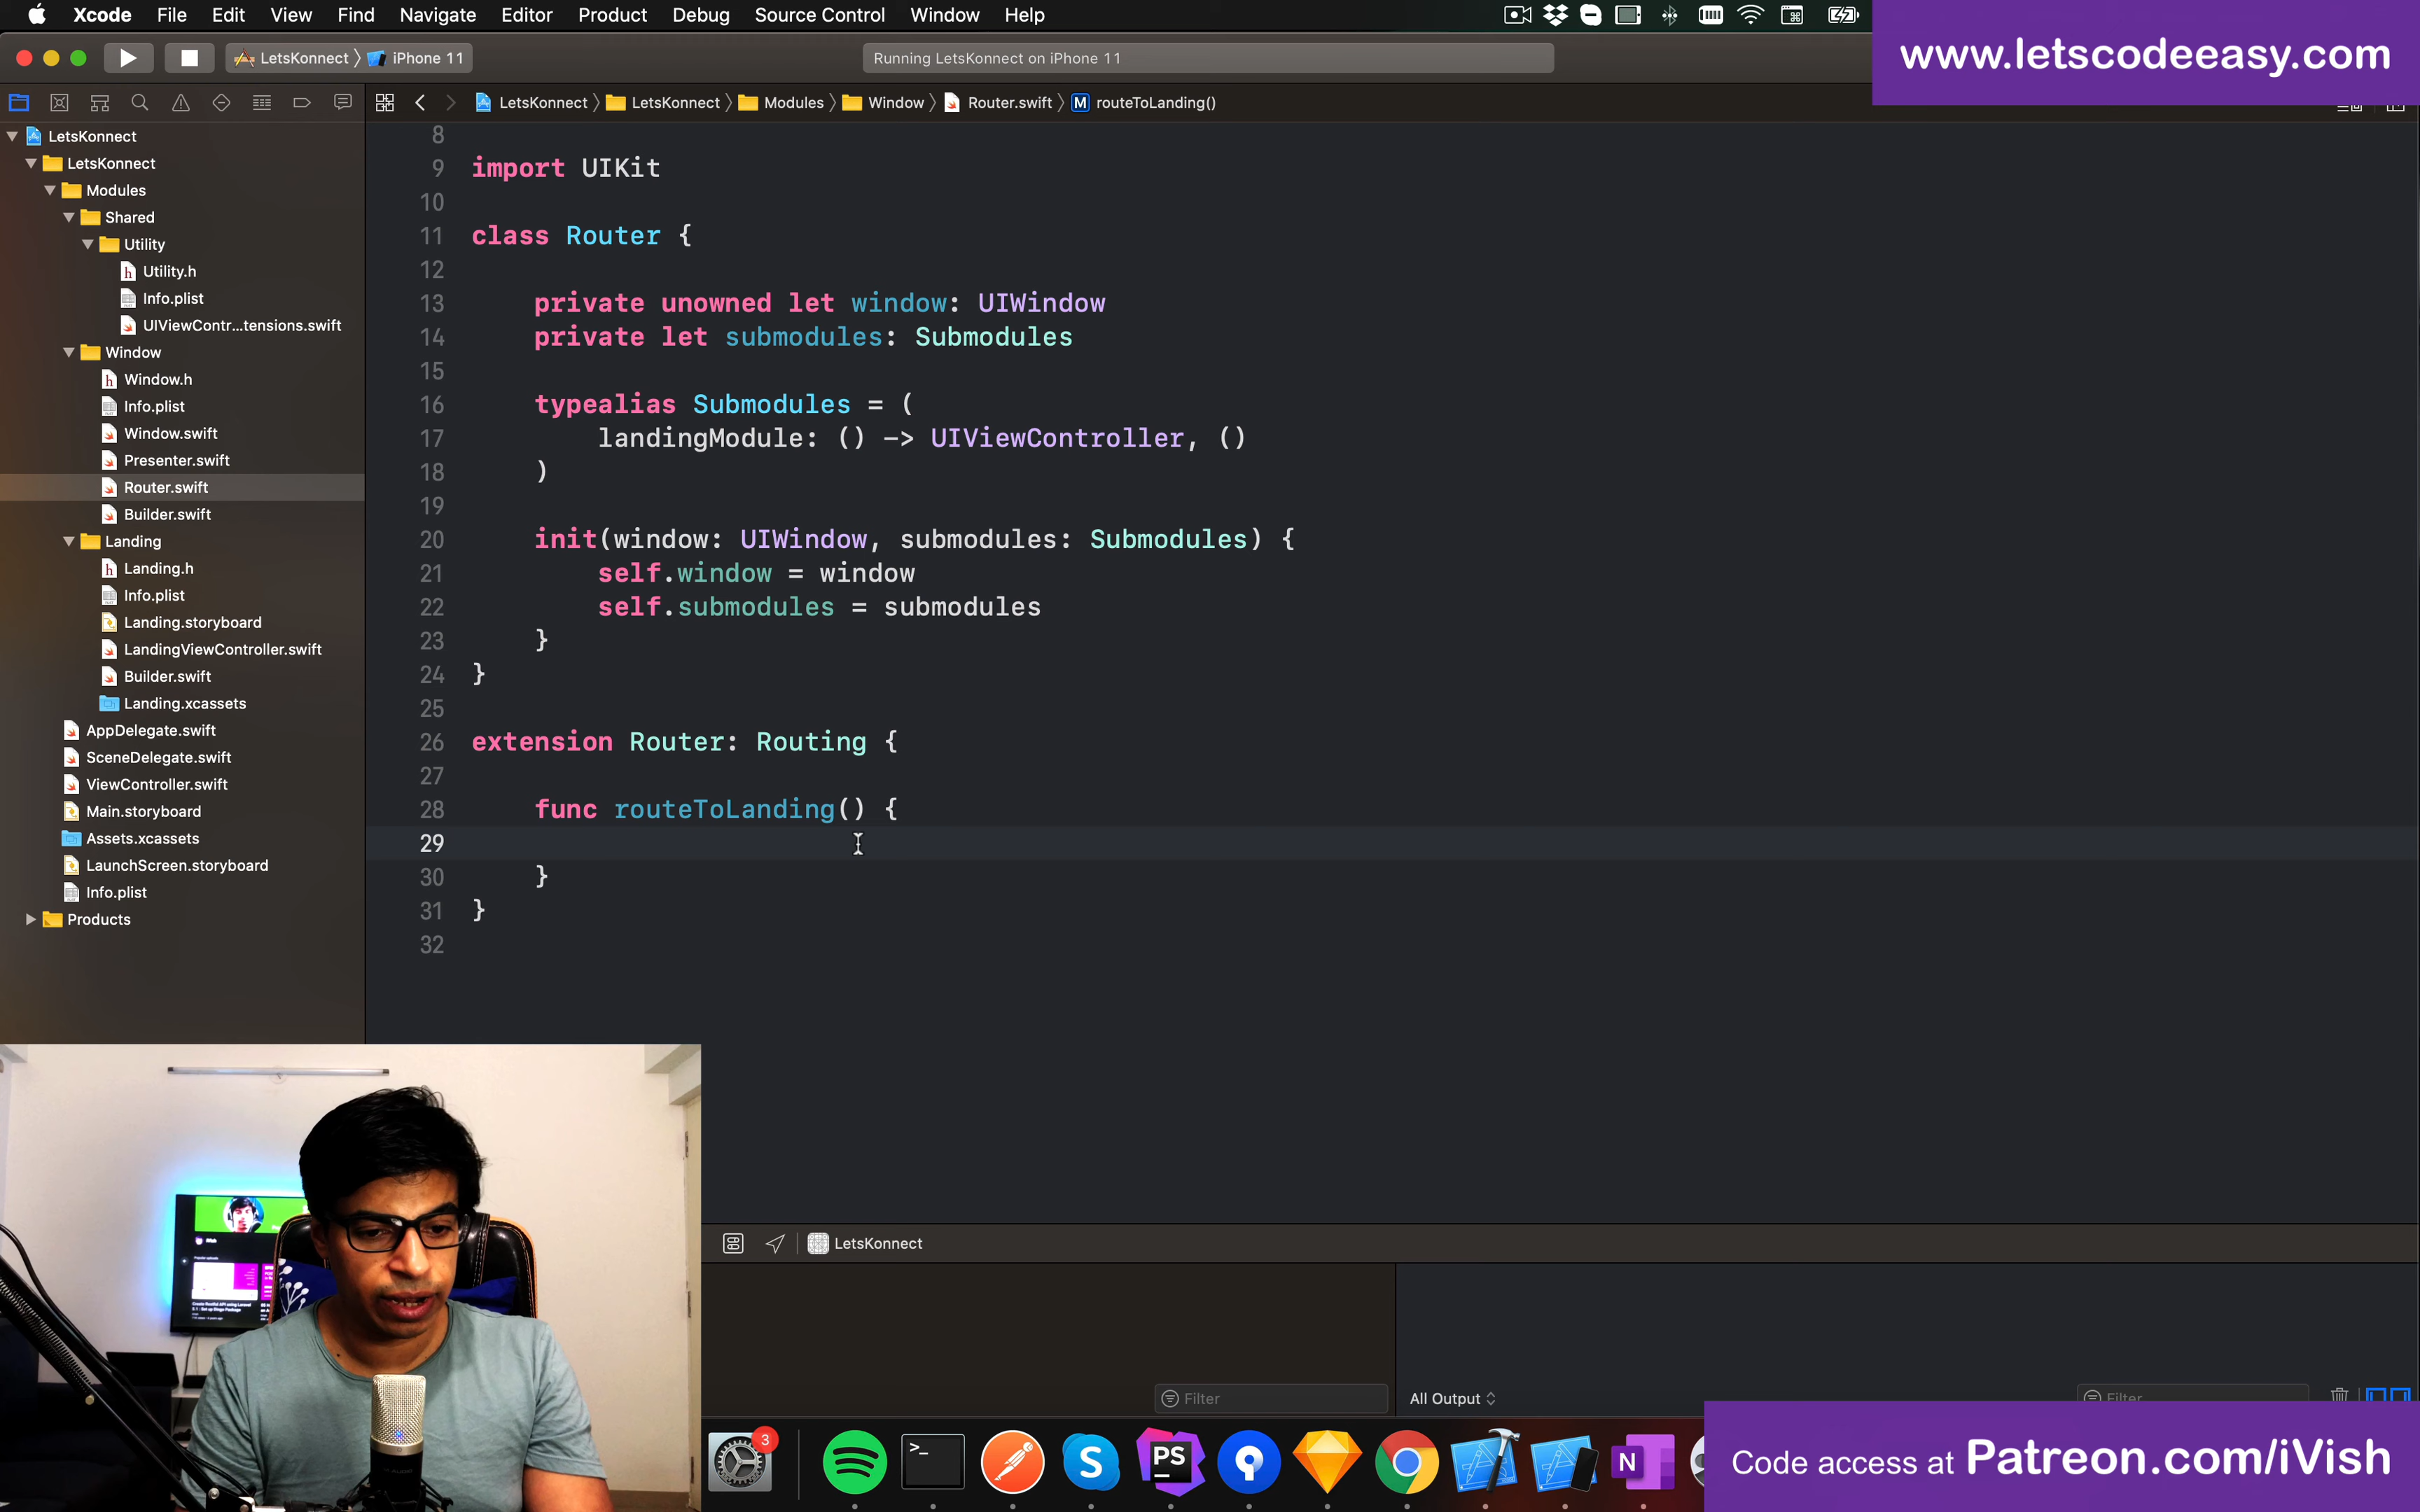 Xcode File Edit View Find Navigate Editor Product Debug Source Control Window Help
www.letscodeeasy.com
LetsKonnect iPhone 11
Running LetsKonnect on iPhone 11
LetsKonnect LetsKonnect Modules Window Router.swift M routeToLanding()
LetsKonnect
LetsKonnect
Modules
Shared
Utility
h Utility.h
Info.plist
UIViewContr...tensions.swift
Window
h Window.h
Info.plist
Window.swift
Presenter.swift
Router.swift
Builder.swift
Landing
h Landing.h
Info.plist
Landing.storyboard
LandingViewController.swift
Builder.swift
Landing.xcassets
AppDelegate.swift
SceneDelegate.swift
ViewController.swift
Main.storyboard
Assets.xcassets
LaunchScreen.storyboard
Info.plist
Products
8
9 import UIKit
10
11 class Router {
12
13 private unowned let window: UIWindow
14 private let submodules: Submodules
15
16 typealias Submodules = (
17 landingModule: () -> UIViewController, ()
18 )
19
20 init(window: UIWindow, submodules: Submodules) {
21 self.window = window
22 self.submodules = submodules
23 }
24 }
25
26 extension Router: Routing {
27
28 func routeToLanding() {
29
30 }
31 }
32
LetsKonnect
Filter
All Output
Filter
3
>_
S
PS
N
Code access at Patreon.com/iVish